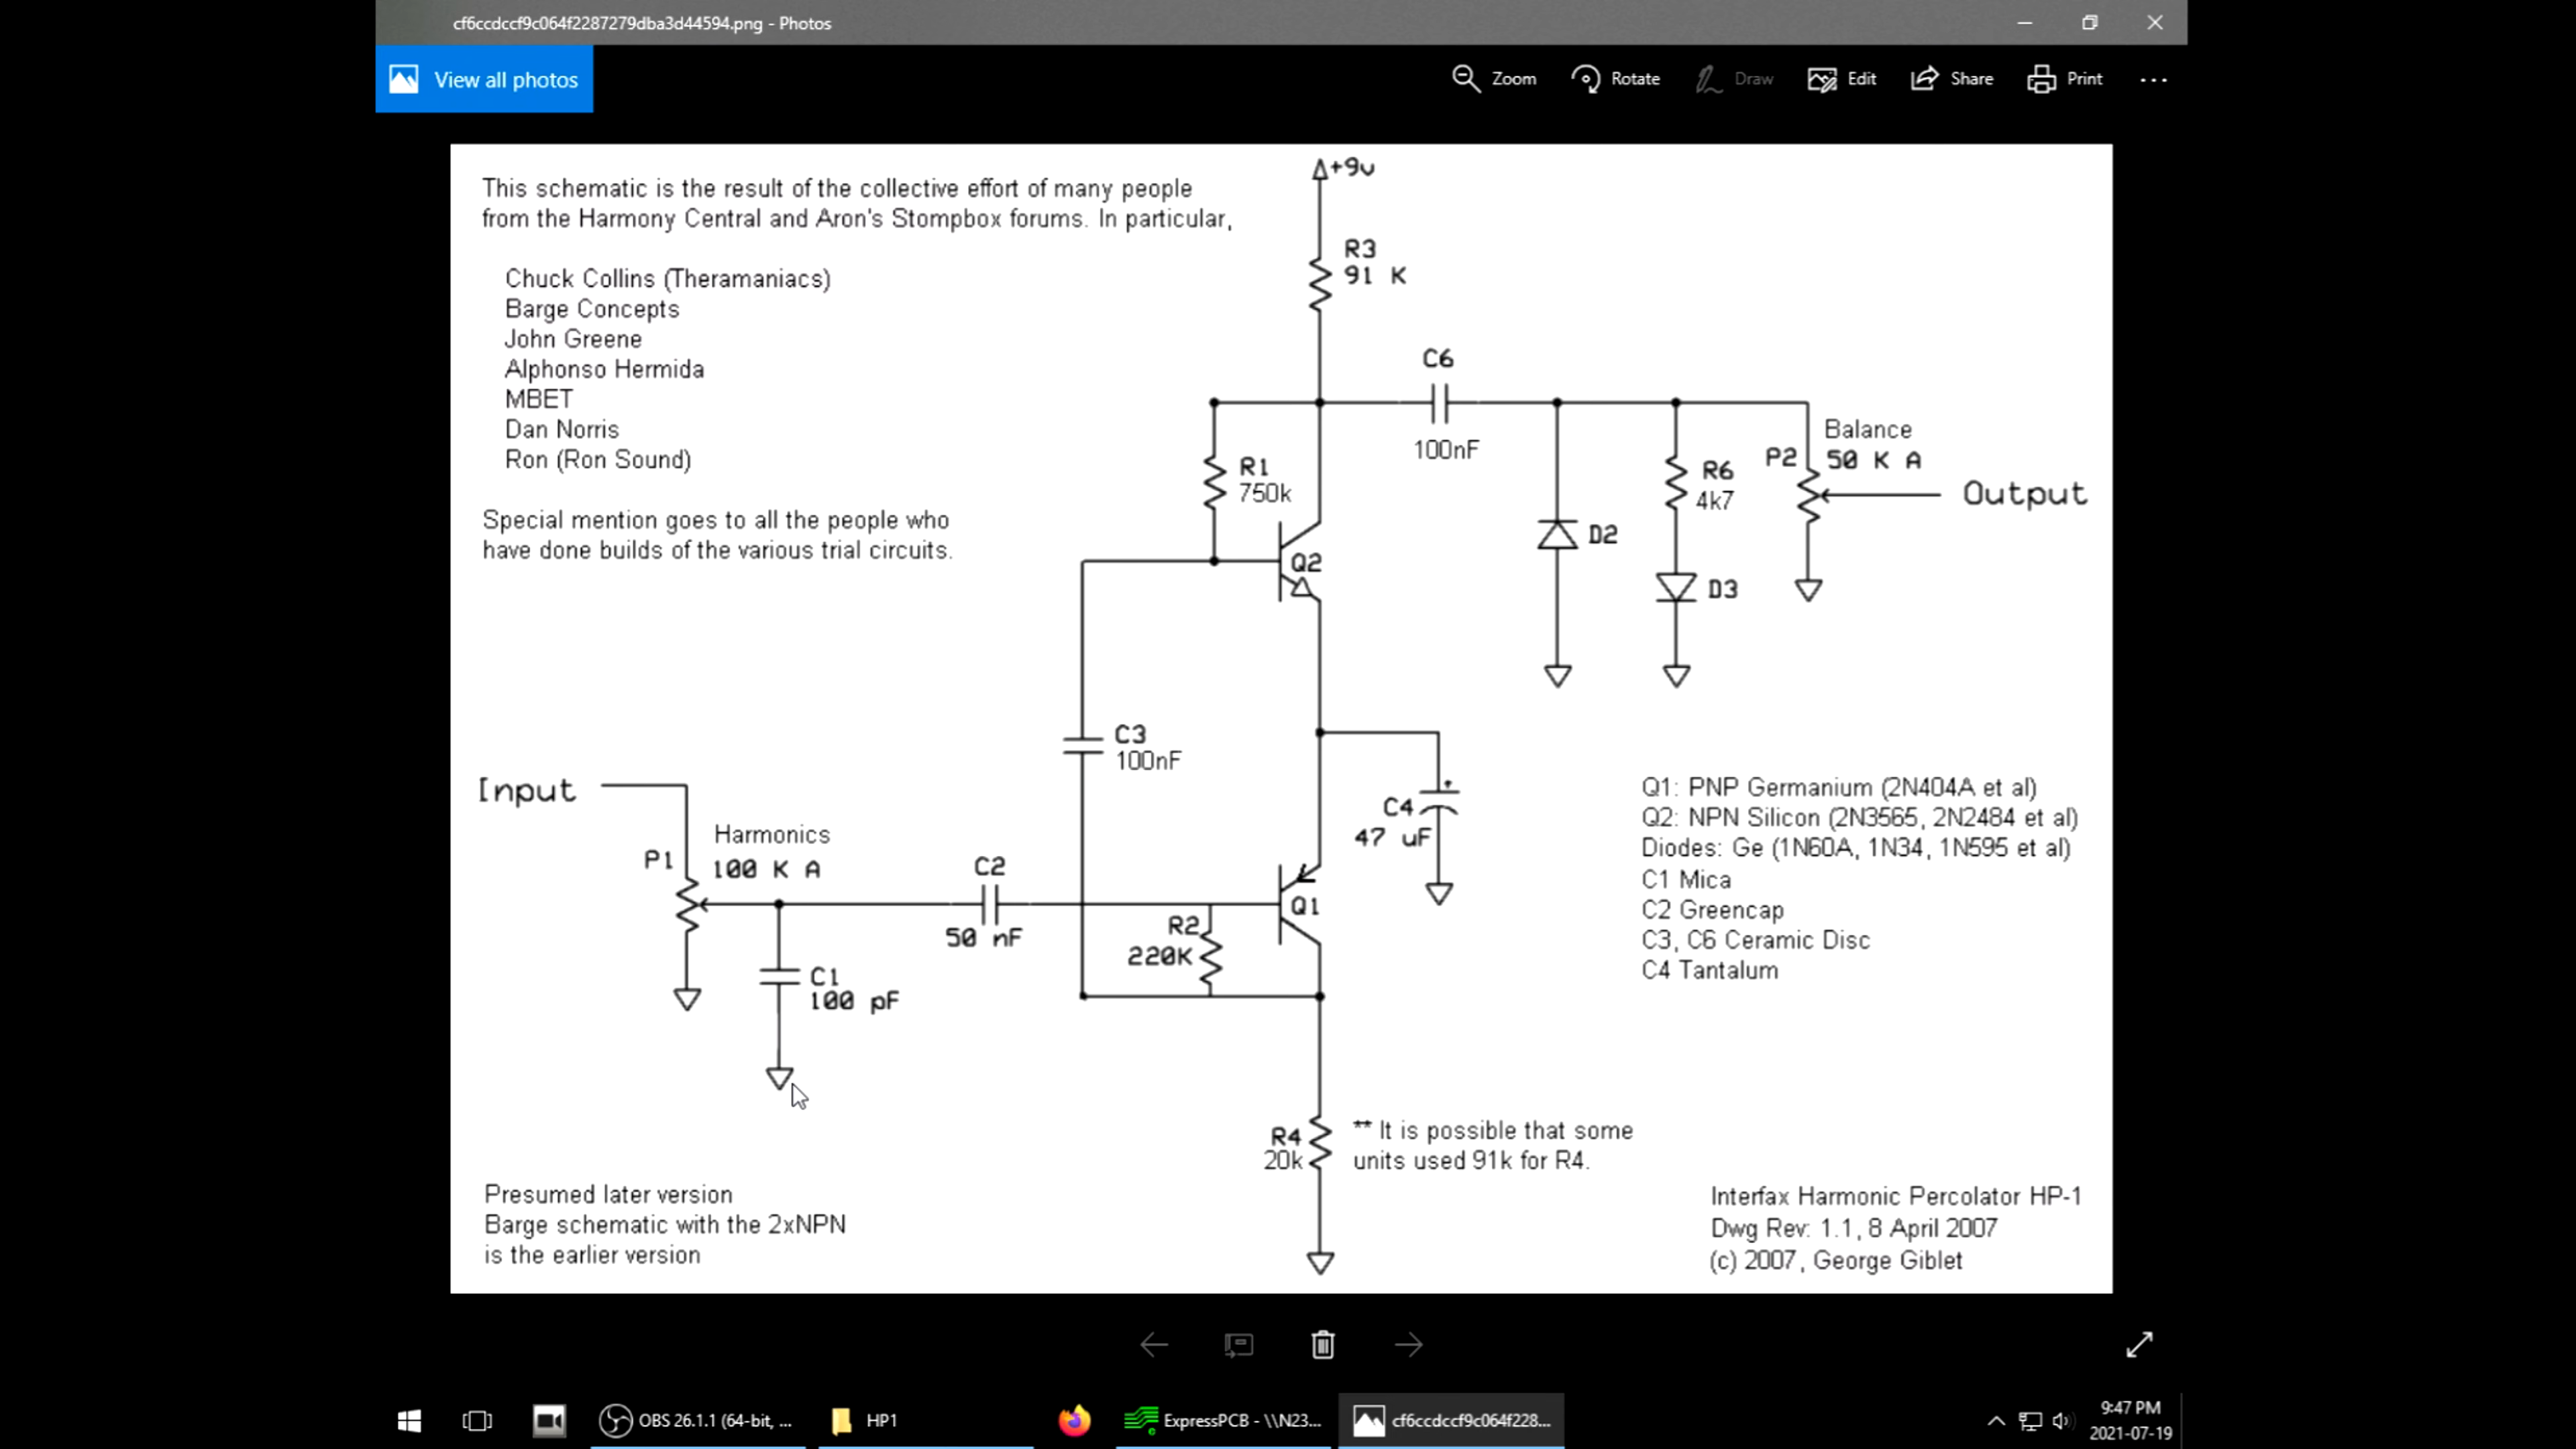 cf6ccdccf9c064f2287279dba3d44594.png - Photos
View all photos
Zoom
Rotate
Draw
Edit
Share
Print
This schematic is the result of the collective effort of many people
from the Harmony Central and Aron's Stompbox forums. In particular,
Chuck Collins (Theramaniacs)
Barge Concepts
John Greene
Alphonso Hermida
MBET
Dan Norris
Ron (Ron Sound)
Special mention goes to all the people who
have done builds of the various trial circuits.
+9v
R3
91 K
C6
100nF
R1
750k
Q2
D2
R6
4k7
D3
Balance
P2 50 K A
Output
C3
100nF
Input
Harmonics
P1 100 K A
C1
100 pF
C2
50 nF
R2
220K
Q1
C4
47 uF
+
Q1: PNP Germanium (2N404A et al)
Q2: NPN Silicon (2N3565, 2N2484 et al)
Diodes: Ge (1N60A, 1N34, 1N595 et al)
C1 Mica
C2 Greencap
C3, C6 Ceramic Disc
C4 Tantalum
R4
20k
** It is possible that some
units used 91k for R4.
Presumed later version
Barge schematic with the 2xNPN
is the earlier version
Interfax Harmonic Percolator HP-1
Dwg Rev: 1.1, 8 April 2007
(c) 2007, George Giblet
OBS 26.1.1 (64-bit, ...
HP1
ExpressPCB - \\N23...
cf6ccdccf9c064f228...
9:47 PM
2021-07-19